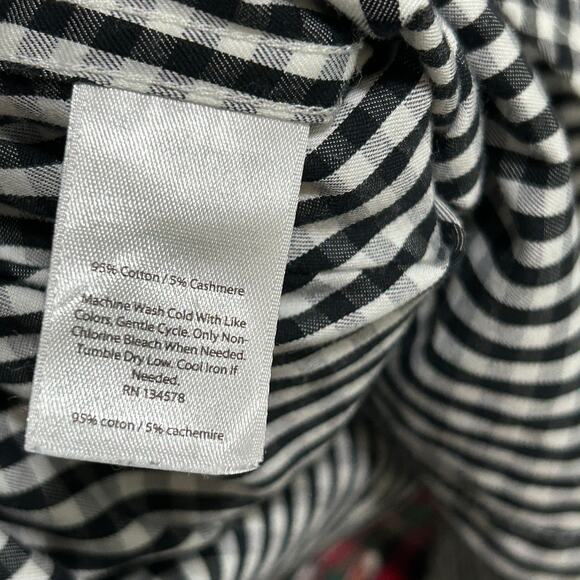 95% Cotton / 5% Cashmere
Machine Wash Cold With Like
Colors. Gentle Cycle. Only Non-
Chlorine Bleach When Needed.
Tumble Dry Low. Cool Iron If
Needed.
RN 134578
95% coton / 5% cachemire